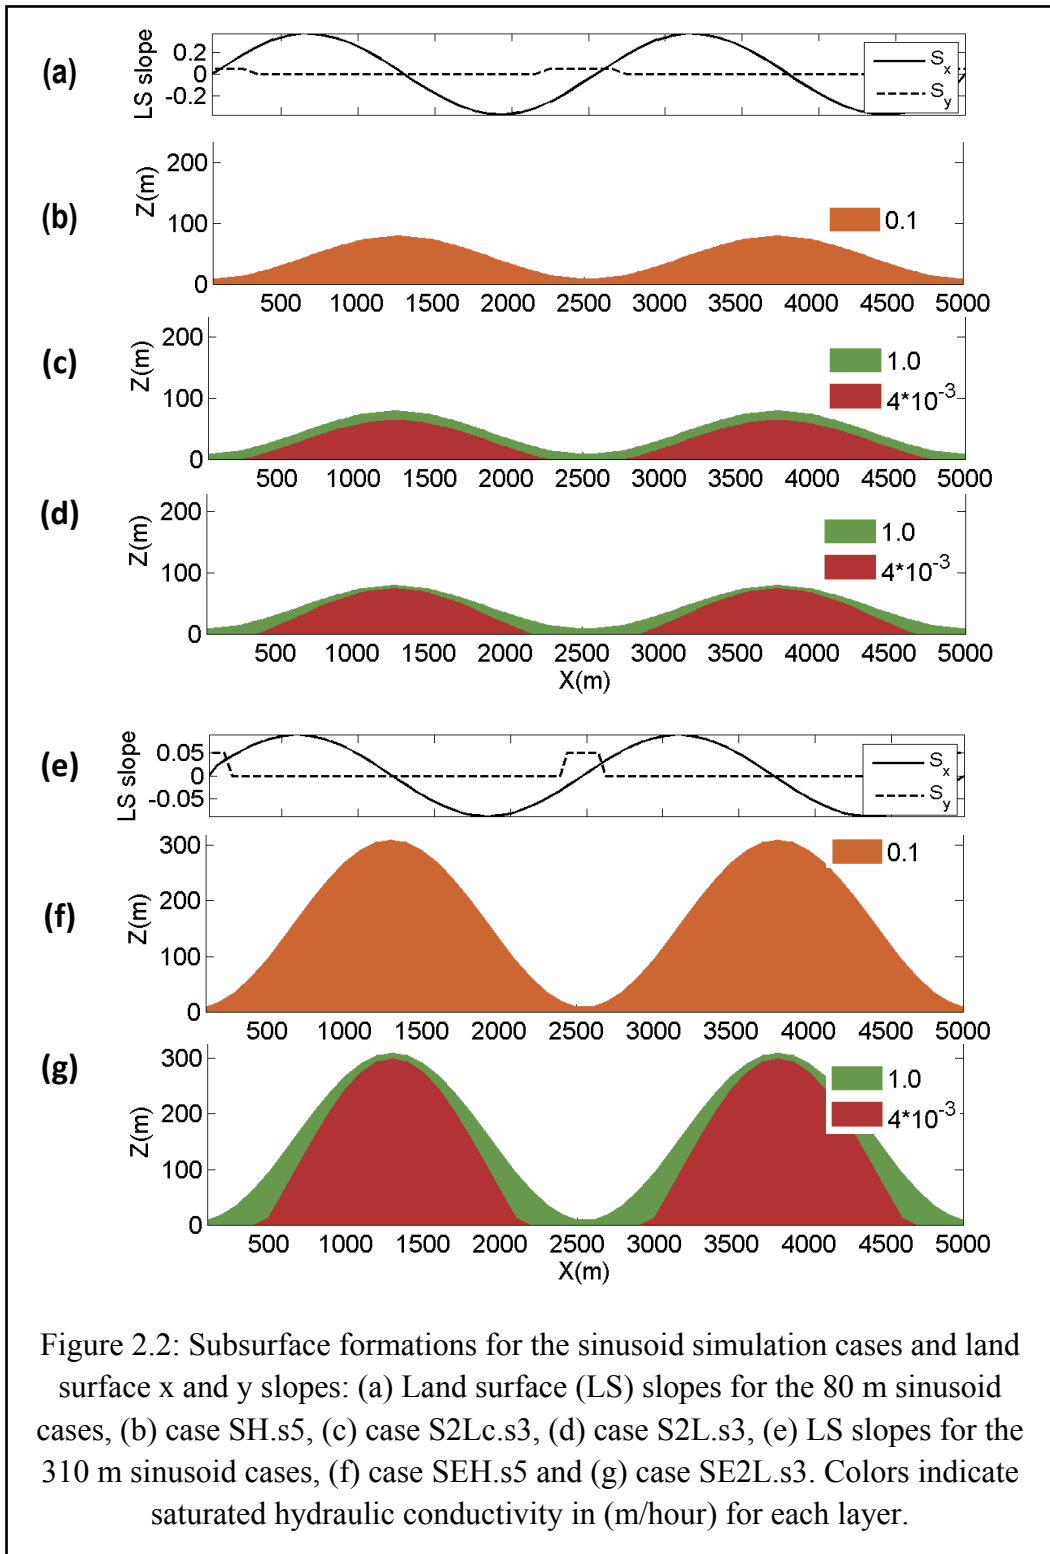 (a)
LS slope
0.2
0
-0.2
S_x
S_y
(b)
Z(m)
200
100
0
0.1
500 1000 1500 2000 2500 3000 3500 4000 4500 5000
(c)
Z(m)
200
100
0
1.0
4*10^-3
500 1000 1500 2000 2500 3000 3500 4000 4500 5000
(d)
Z(m)
200
100
0
1.0
4*10^-3
500 1000 1500 2000 2500 3000 3500 4000 4500 5000
X(m)
(e)
LS slope
0.05
0
-0.05
S_x
S_y
(f)
Z(m)
300
200
100
0
0.1
500 1000 1500 2000 2500 3000 3500 4000 4500 5000
(g)
Z(m)
300
200
100
0
1.0
4*10^-3
500 1000 1500 2000 2500 3000 3500 4000 4500 5000
X(m)
Figure 2.2: Subsurface formations for the sinusoid simulation cases and land
surface x and y slopes: (a) Land surface (LS) slopes for the 80 m sinusoid
cases, (b) case SH.s5, (c) case S2Lc.s3, (d) case S2L.s3, (e) LS slopes for the
310 m sinusoid cases, (f) case SEH.s5 and (g) case SE2L.s3. Colors indicate
saturated hydraulic conductivity in (m/hour) for each layer.